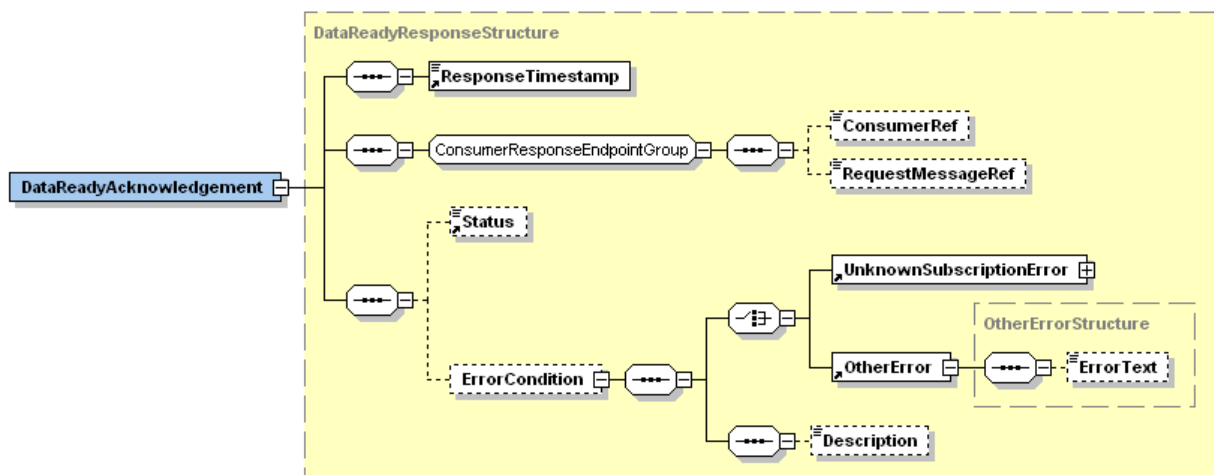 DataReadyResponseStructure
ResponseTimestamp
ConsumerResponseEndpointGroup
ConsumerRef
RequestMessageRef
DataReadyAcknowledgement
Status
UnknownSubscriptionError
OtherErrorStructure
OtherError
ErrorText
ErrorCondition
Description